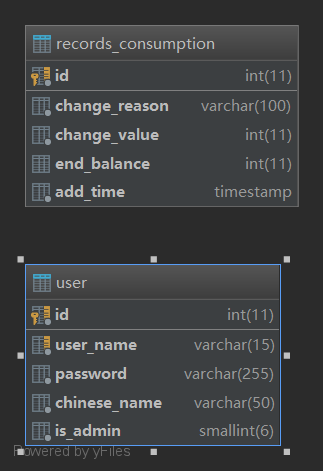 records_consumption
id int(11)
change_reason varchar(100)
change_value int(11)
end_balance int(11)
add_time timestamp
user
id int(11)
user_name varchar(15)
password varchar(255)
chinese_name varchar(50)
is_admin smallint(6)
Powered by yFiles